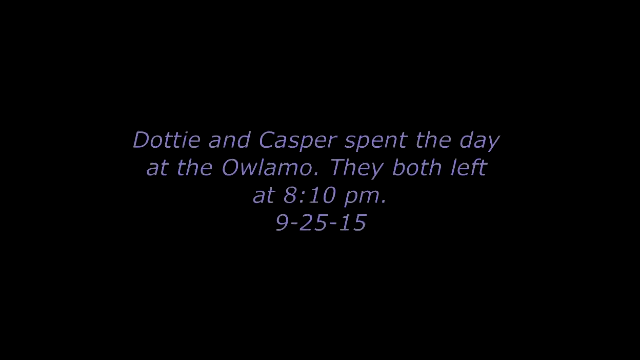 Dottie and Casper spent the day
at the Owlamo. They both left
at 8:10 pm.
9-25-15